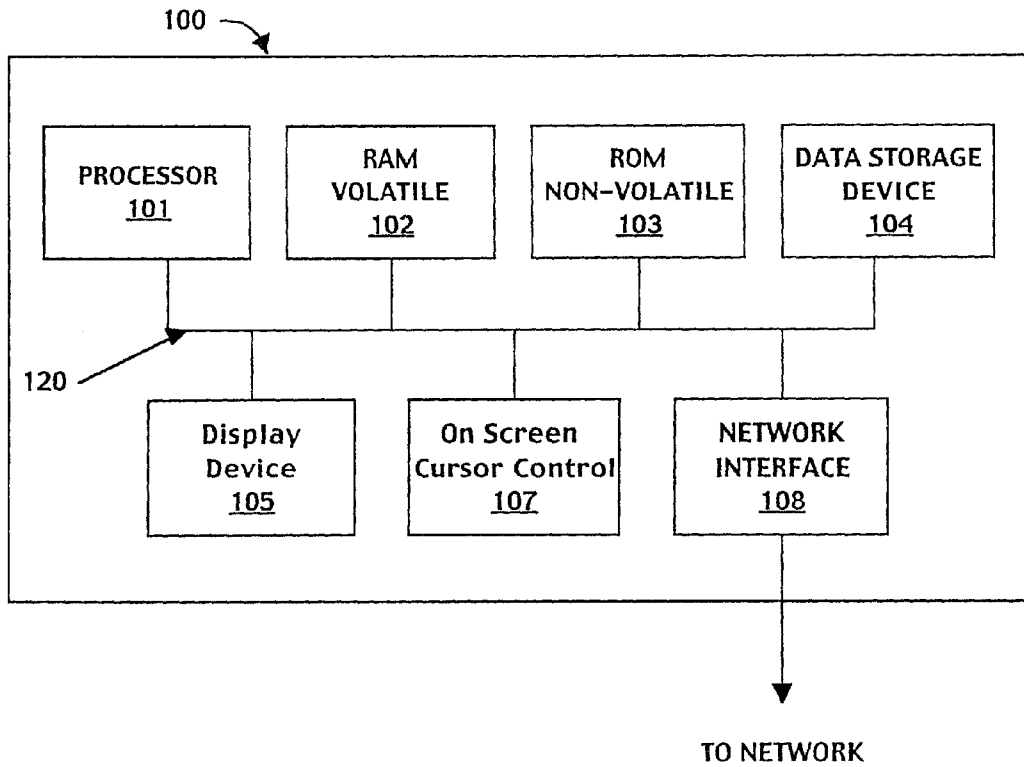 100
PROCESSOR
101
RAM
VOLATILE
102
ROM
NON-VOLATILE
103
DATA STORAGE
DEVICE
104
120
Display
Device
105
On Screen
Cursor Control
107
NETWORK
INTERFACE
108
TO NETWORK